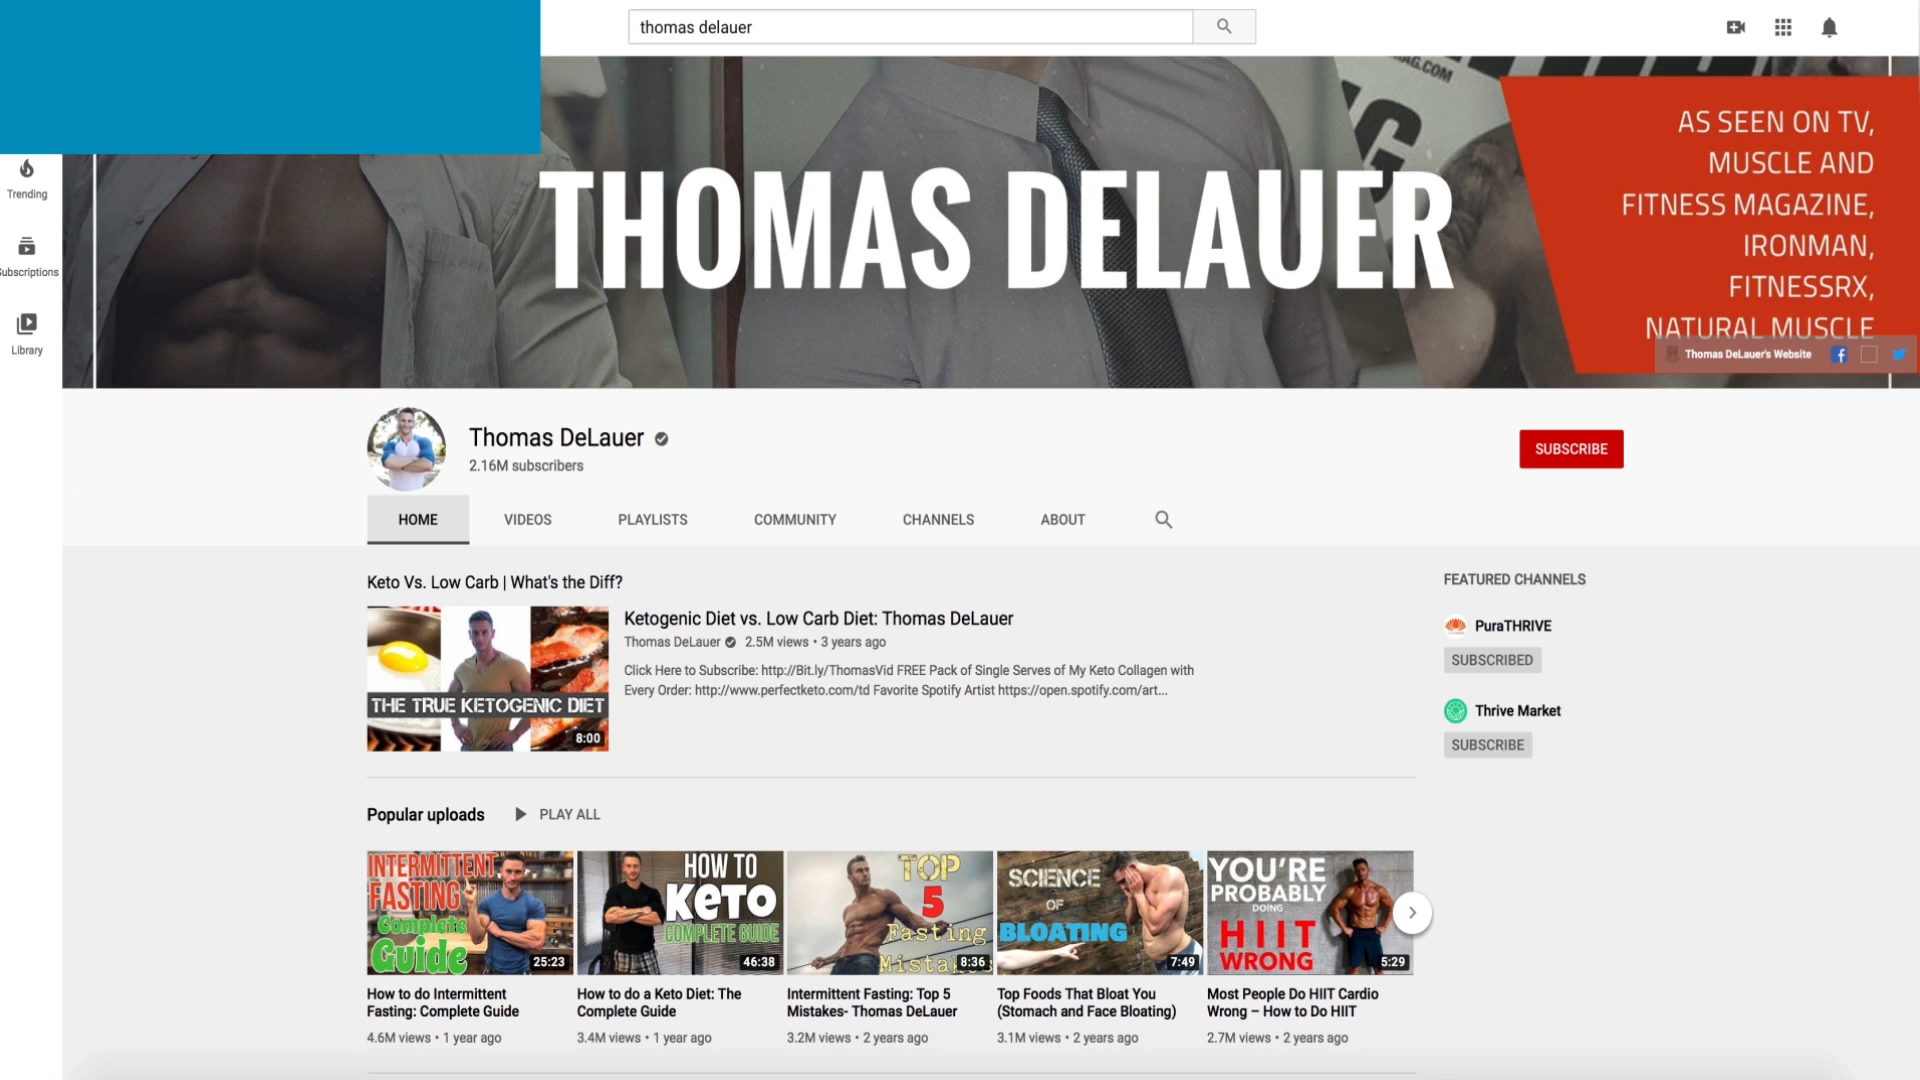 thomas delauer
AG.COM
THOMAS DELAUER
AS SEEN ON TV,
MUSCLE AND
FITNESS MAGAZINE,
IRONMAN,
FITNESSRX,
NATURAL MUSCLE
Thomas DeLauer's Website
Trending
Subscriptions
Library
Thomas DeLauer
2.16M subscribers
SUBSCRIBE
HOME VIDEOS PLAYLISTS COMMUNITY CHANNELS ABOUT
Keto Vs. Low Carb | What's the Diff?
THE TRUE KETOGENIC DIET
8:00
Ketogenic Diet vs. Low Carb Diet: Thomas DeLauer
Thomas DeLauer 2.5M views • 3 years ago
Click Here to Subscribe: http://Bit.ly/ThomasVid FREE Pack of Single Serves of My Keto Collagen with
Every Order: http://www.perfectketo.com/td Favorite Spotify Artist https://open.spotify.com/art...
FEATURED CHANNELS
PuraTHRIVE
SUBSCRIBED
Thrive Market
SUBSCRIBE
Popular uploads PLAY ALL
INTERMITTENT
FASTING
Complete
Guide
25:23
How to do Intermittent
Fasting: Complete Guide
4.6M views • 1 year ago
HOW TO
KETO
COMPLETE GUIDE
46:38
How to do a Keto Diet: The
Complete Guide
3.4M views • 1 year ago
TOP
5
Fasting
Mistakes
8:36
Intermittent Fasting: Top 5
Mistakes- Thomas DeLauer
3.2M views • 2 years ago
SCIENCE
OF
BLOATING
7:49
Top Foods That Bloat You
(Stomach and Face Bloating)
3.1M views • 2 years ago
YOU'RE
PROBABLY
DOING
HIIT
WRONG
5:29
Most People Do HIIT Cardio
Wrong – How to Do HIIT
2.7M views • 2 years ago